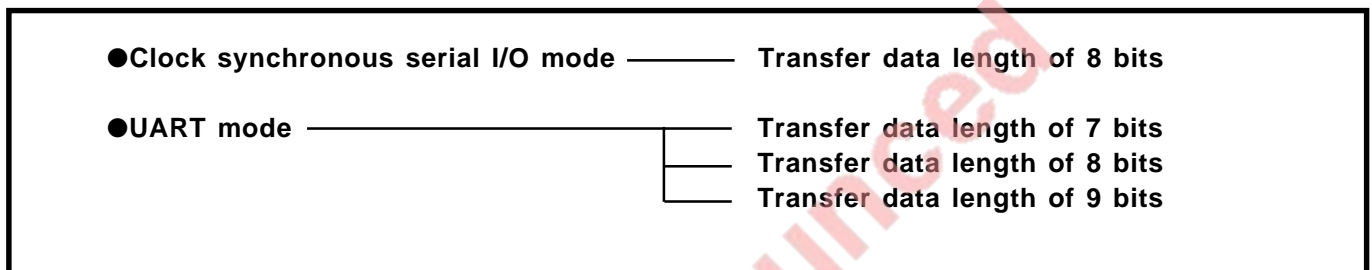 ●Clock synchronous serial I/O mode Transfer data length of 8 bits
●UART mode Transfer data length of 7 bits
Transfer data length of 8 bits
Transfer data length of 9 bits